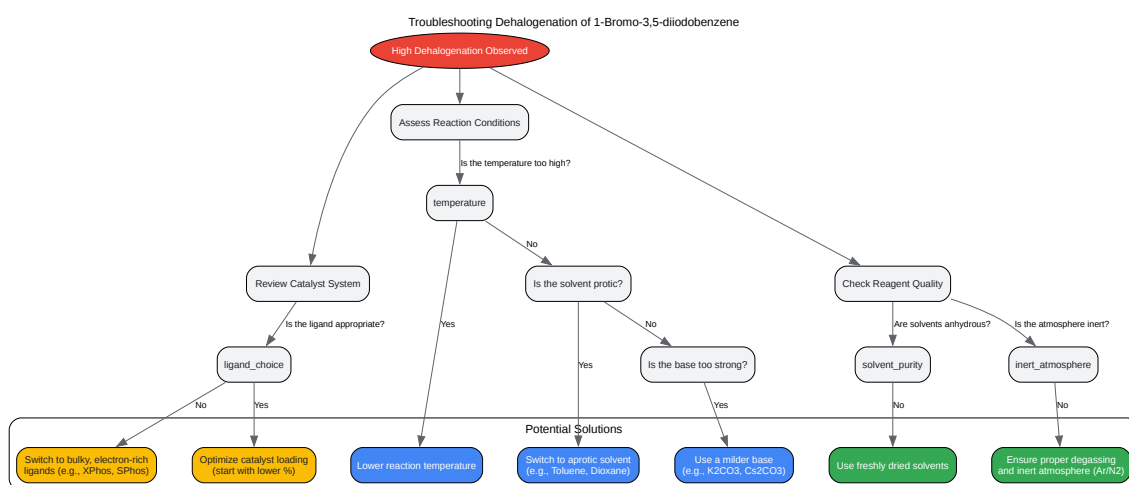 Troubleshooting Dehalogenation of 1-Bromo-3,5-diiodobenzene
High Dehalogenation Observed
Assess Reaction Conditions
Is the temperature too high?
temperature
No
Review Catalyst System
Is the solvent protic?
Check Reagent Quality
Is the ligand appropriate?
Yes
No
Are solvents anhydrous?
Is the atmosphere inert?
ligand_choice
Is the base too strong?
solvent_purity
inert_atmosphere
No
Yes
Yes
Yes
No
No
Potential Solutions
Switch to bulky, electron-rich
ligands (e.g., XPhos, SPhos)
Optimize catalyst loading
(start with lower %)
Lower reaction temperature
Switch to aprotic solvent
(e.g., Toluene, Dioxane)
Use a milder base
(e.g., K2CO3, Cs2CO3)
Use freshly dried solvents
Ensure proper degassing
and inert atmosphere (Ar/N2)